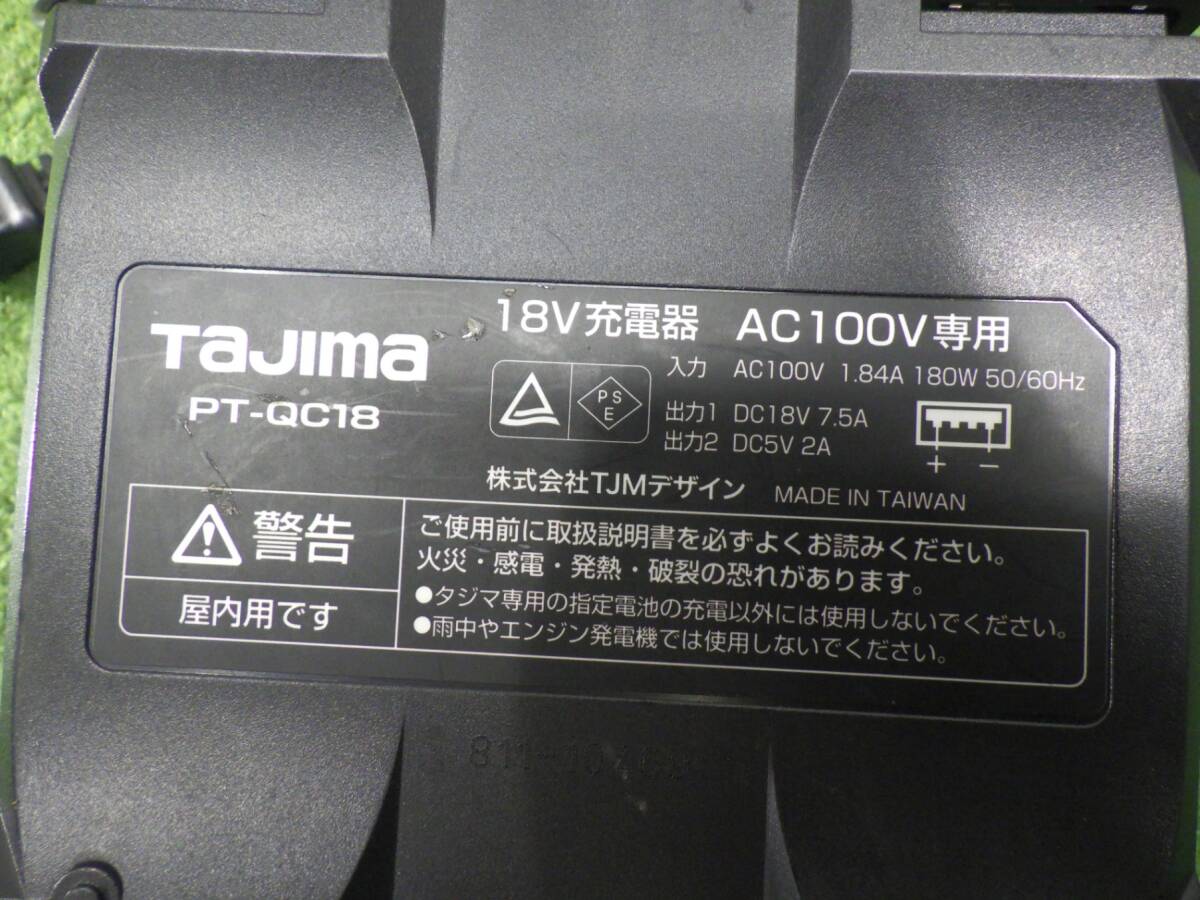 TaJIma
PT-QC18
18V充電器 AC100V専用
入力 AC100V 1.84A 180W 50/60Hz
PS
E
出力1 DC18V 7.5A
出力2 DC5V 2A
+ −
株式会社TJMデザイン MADE IN TAIWAN
警告
屋内用です
ご使用前に取扱説明書を必ずよくお読みください。
火災・感電・発熱・破裂の恐れがあります。
●タジマ専用の指定電池の充電以外には使用しないでください。
●雨中やエンジン発電機では使用しないでください。